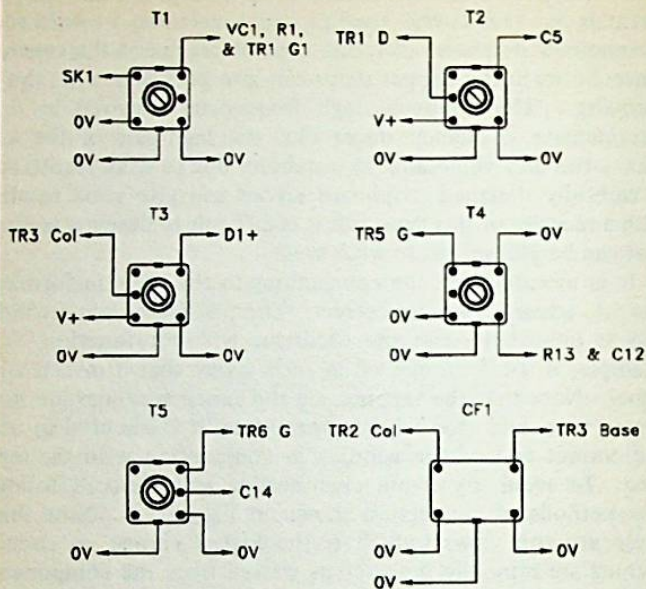 T1
VC1, R1,
& TR1 G1
SK1
0V
0V
0V
T2
TR1 D
C5
V+
0V
0V
T3
TR3 Col
D1+
V+
0V
0V
T4
TR5 G
0V
0V
0V
R13 & C12
T5
TR6 G
C14
0V
0V
CF1
TR2 Col
TR3 Base
0V
0V
0V